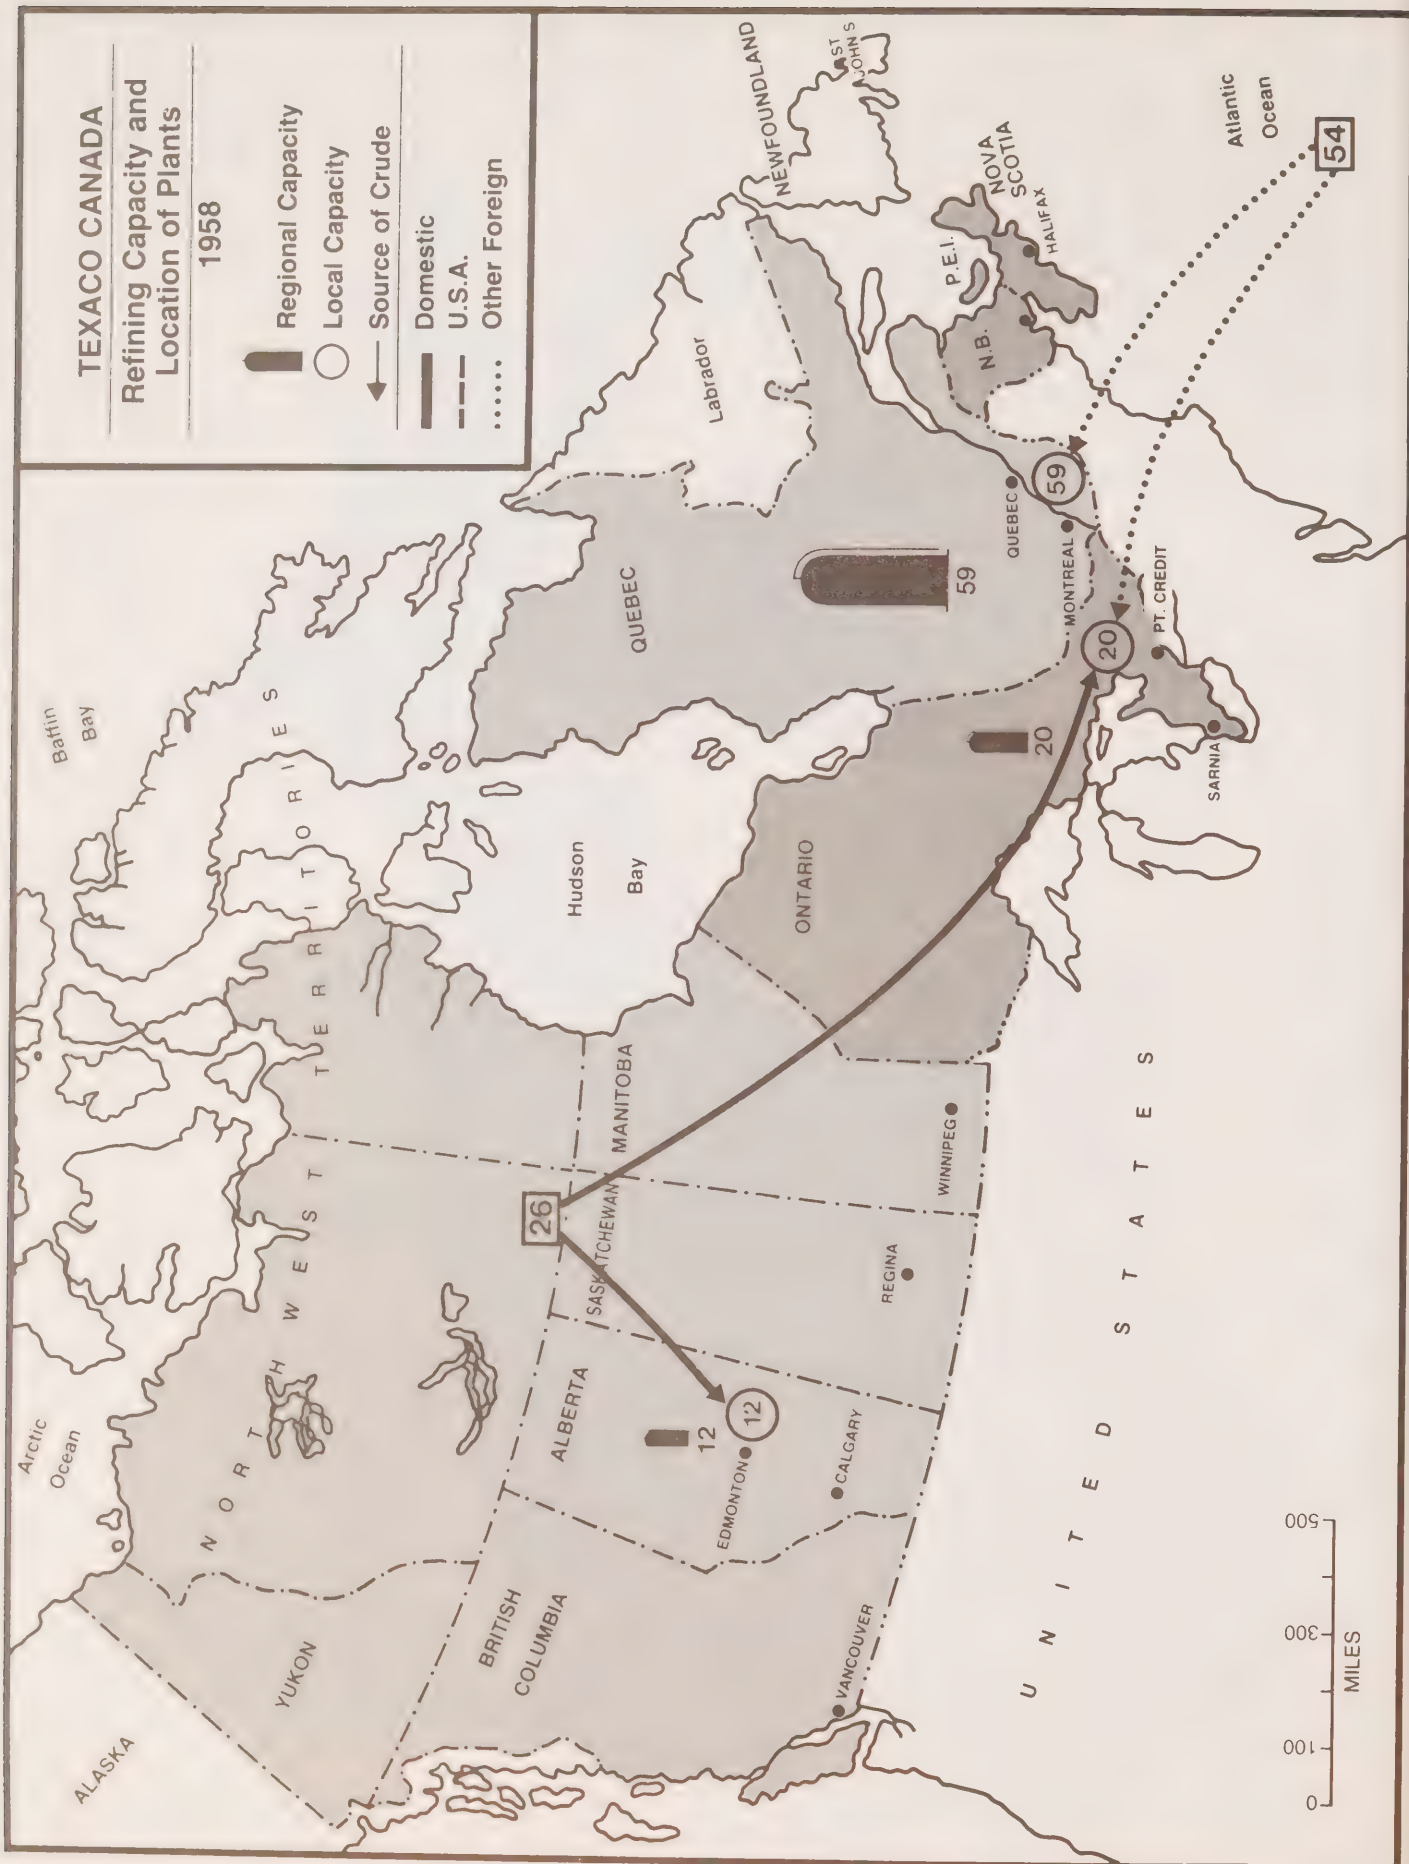 TEXACO CANADA
Refining Capacity and
Location of Plants
1958
Regional Capacity
Local Capacity
Source of Crude
Domestic
U.S.A.
Other Foreign
ALASKA
Arctic
Ocean
Baffin
Bay
YUKON
NORTH WEST TERRITORIES
BRITISH
COLUMBIA
ALBERTA
SASKATCHEWAN
MANITOBA
Hudson
Bay
ONTARIO
QUEBEC
Labrador
NEWFOUNDLAND
ST
JOHN S
P.E.I.
NOVA
SCOTIA
HALIFAX
N.B.
Atlantic
Ocean
26
12
12
EDMONTON
CALGARY
VANCOUVER
REGINA
WINNIPEG
20
20
59
59
QUEBEC
MONTREAL
PT. CREDIT
SARNIA
54
UNITED STATES
0 100 300 500
MILES